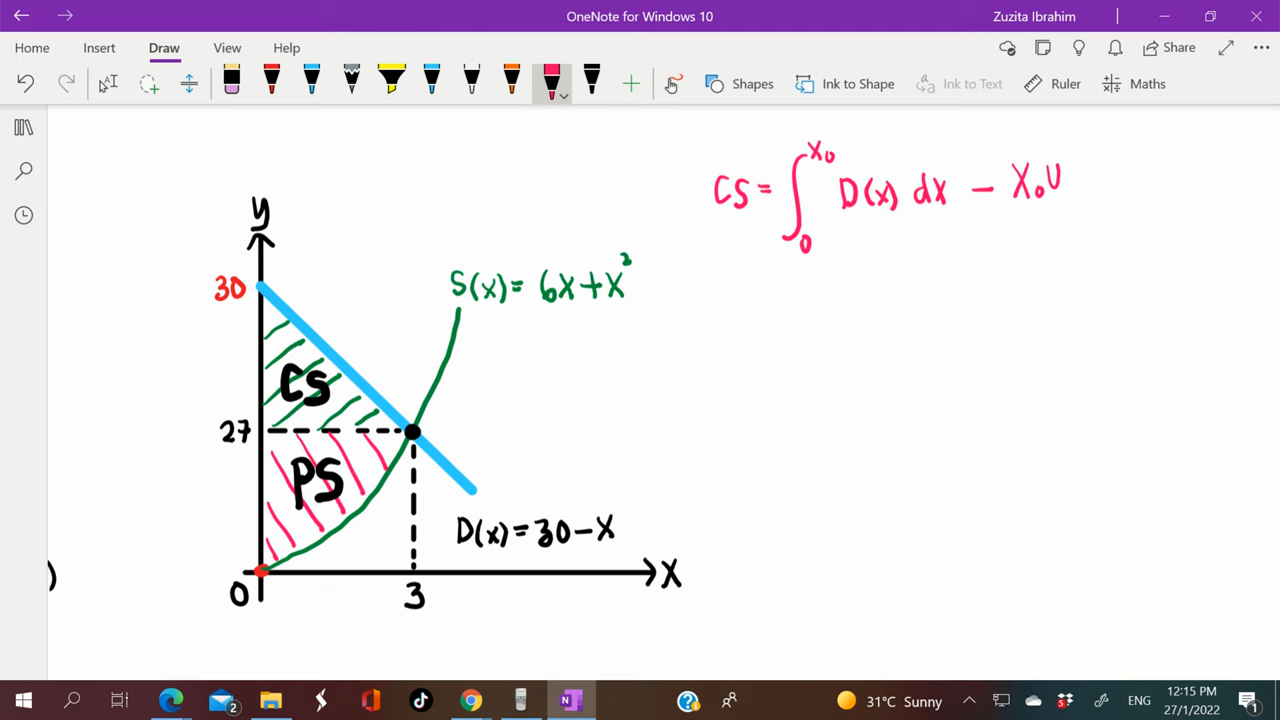 OneNote for Windows 10
Zuzita Ibrahim
Home Insert Draw View Help
Share
Shapes Ink to Shape Ink to Text Ruler Maths
CS = ∫₀^X₀ D(x) dx − X₀U
y
30
S(x) = 6x + x²
CS
27
PS
D(x) = 30 − X
)
0
3
X
2
31°C Sunny
S
ENG
12:15 PM
27/1/2022
1